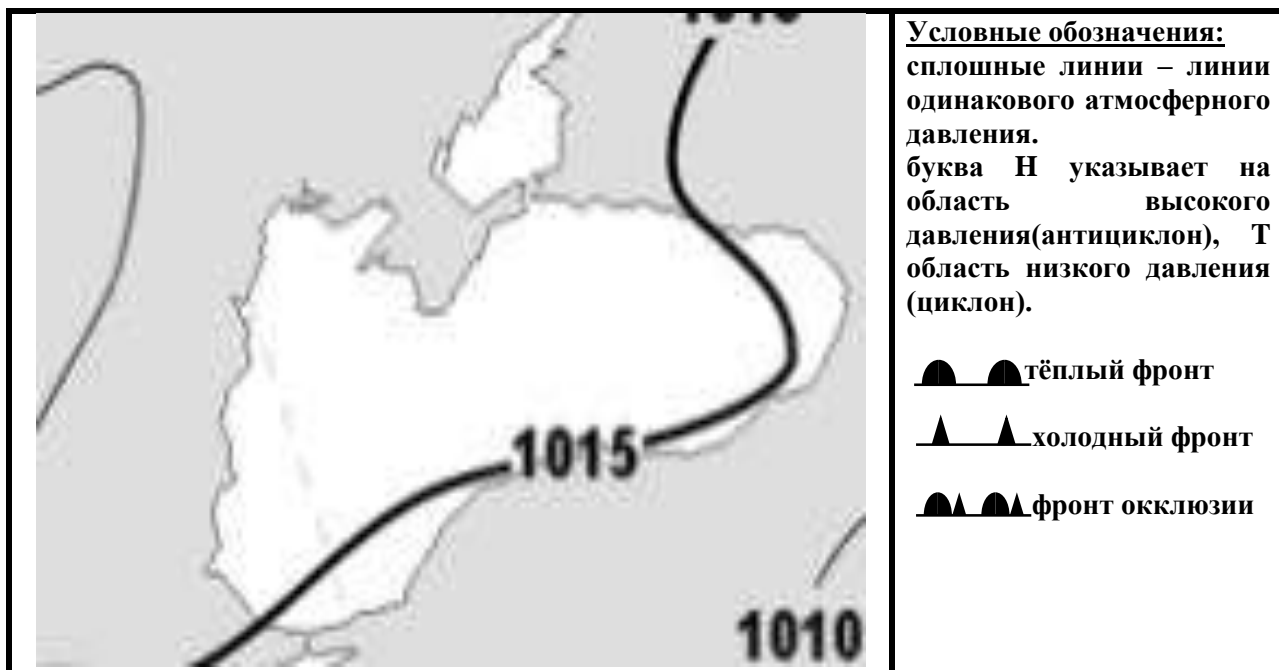 1015
1010
Условные обозначения:
сплошные линии – линии
одинакового атмосферного
давления.
буква Н указывает на
область высокого
давления(антициклон), Т
область низкого давления
(циклон).
тёплый фронт
холодный фронт
фронт окклюзии